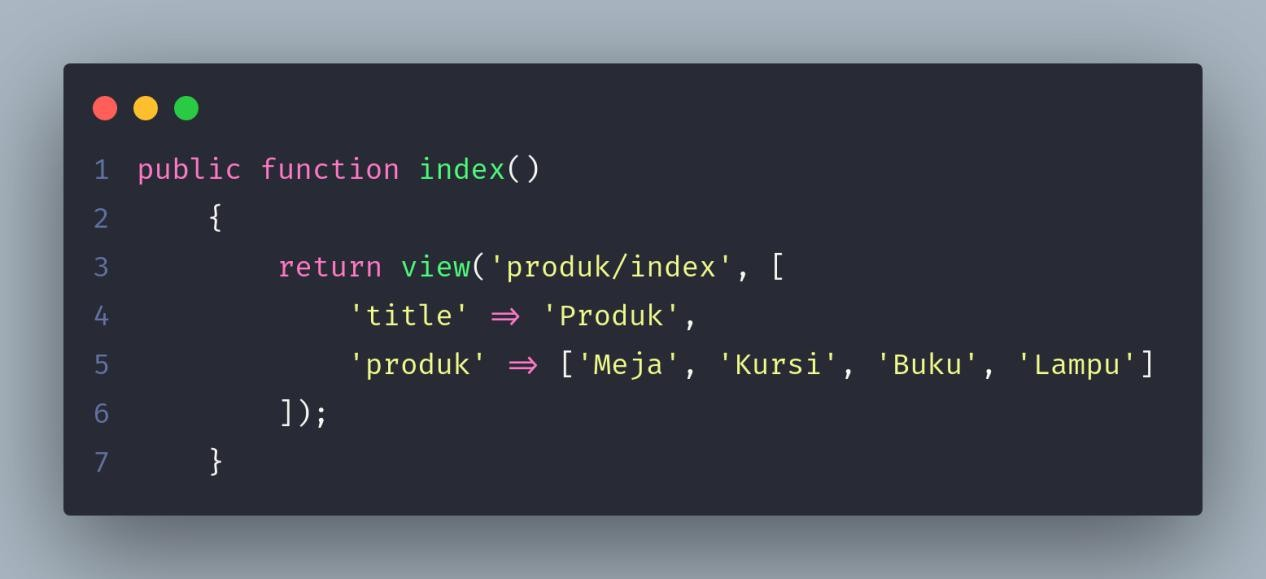 1 public function index()
2     {
3         return view('produk/index', [
4             'title' => 'Produk',
5             'produk' => ['Meja', 'Kursi', 'Buku', 'Lampu']
6         ]);
7     }